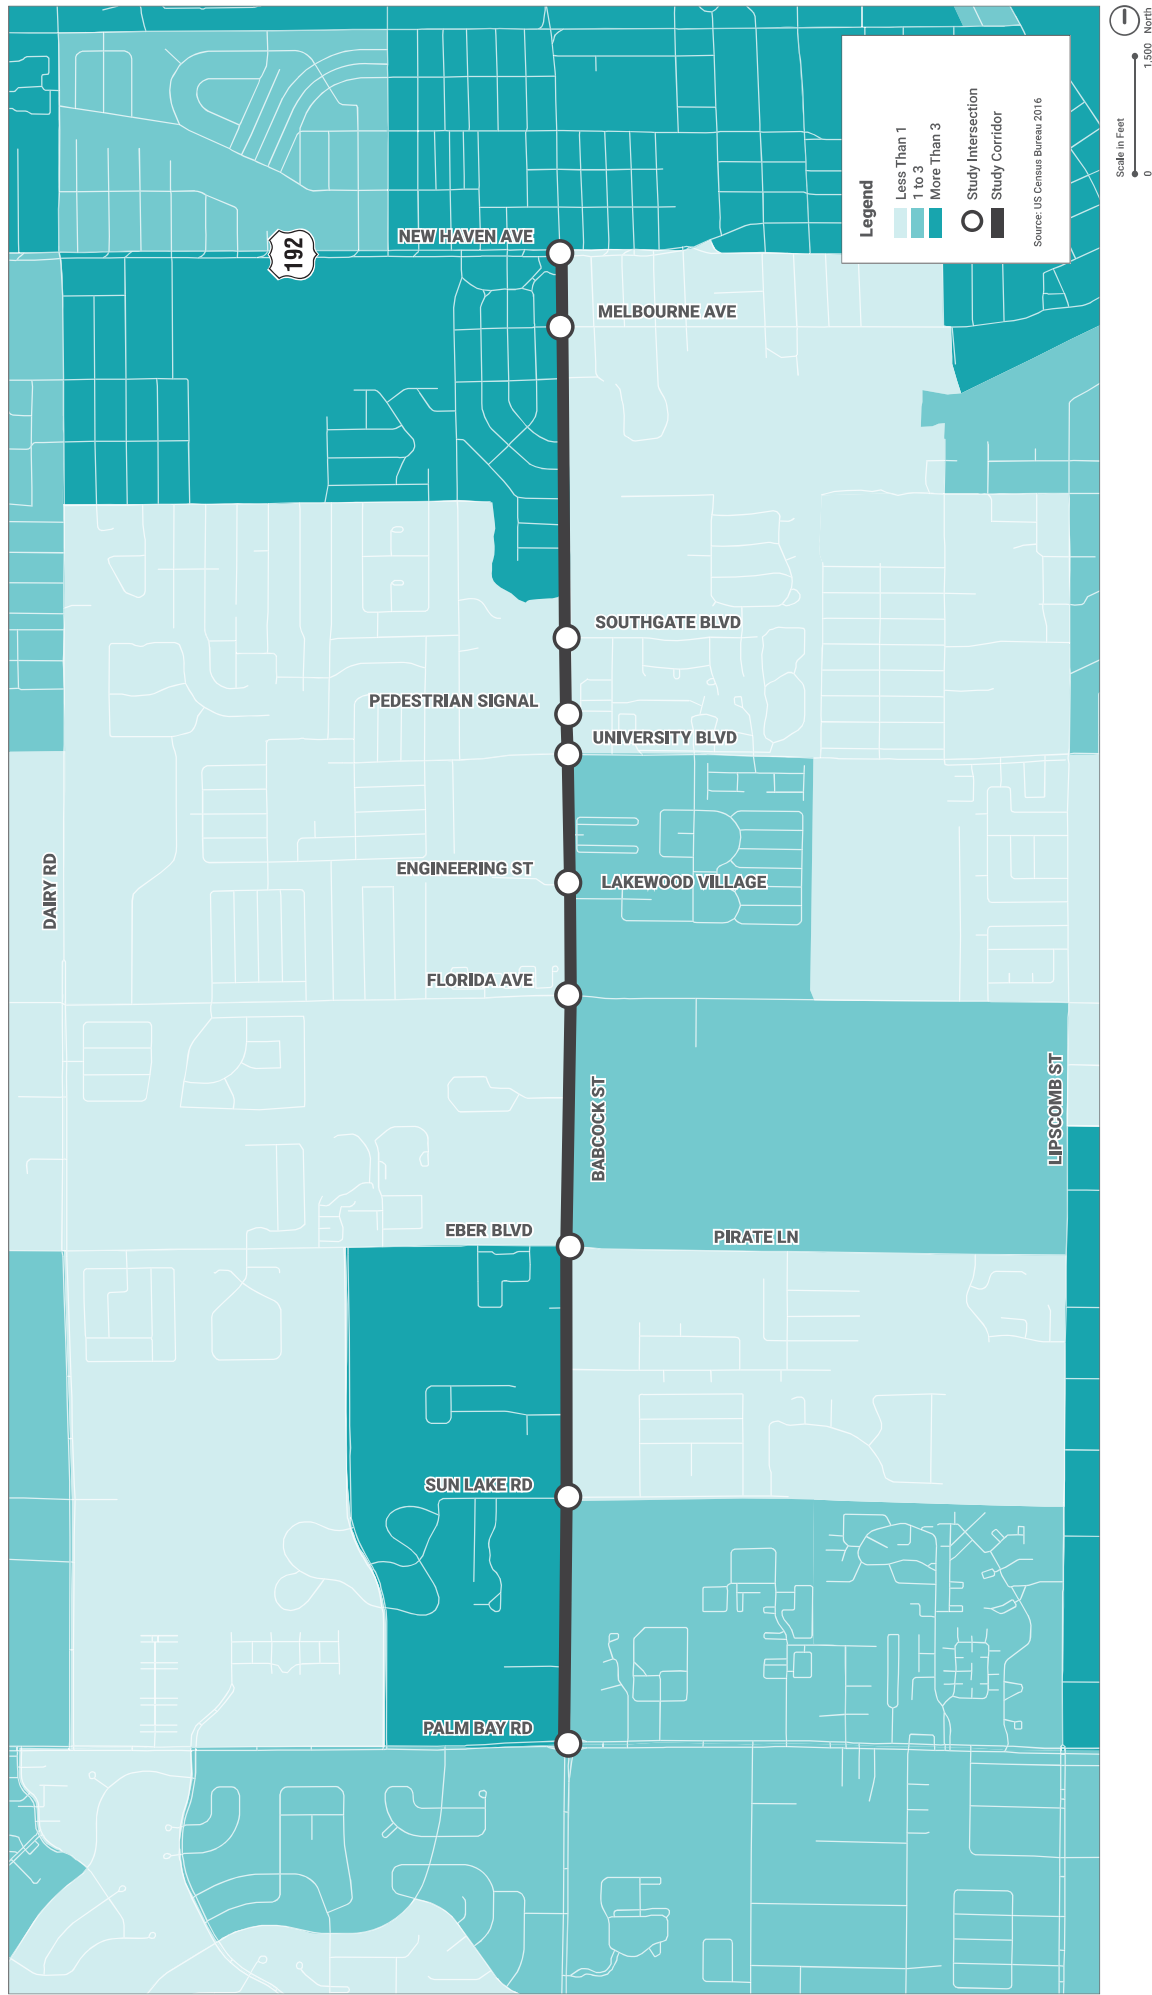 NEW HAVEN AVE
192
MELBOURNE AVE
SOUTHGATE BLVD
PEDESTRIAN SIGNAL
UNIVERSITY BLVD
DAIRY RD
ENGINEERING ST
LAKEWOOD VILLAGE
FLORIDA AVE
BABCOCK ST
LIPSCOMB ST
EBER BLVD
PIRATE LN
SUN LAKE RD
PALM BAY RD
Legend
Less Than 1
1 to 3
More Than 3
Study Intersection
Study Corridor
Source: US Census Bureau 2016
Scale in Feet
0 1,500
North